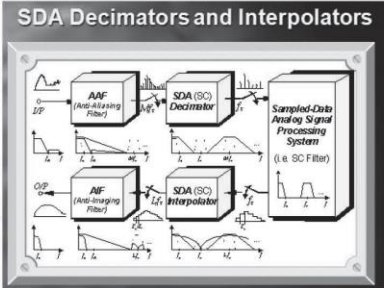 SDA Decimators and Interpolators
AAF
(Anti-Aliasing
Filter)
SDA (SC)
Decimator
Sampled-Data
Analog Signal
Processing
System
(i.e. SC Filter)
I/P
O/P
AIF
(Anti-Imaging
Filter)
SDA (SC)
Interpolator